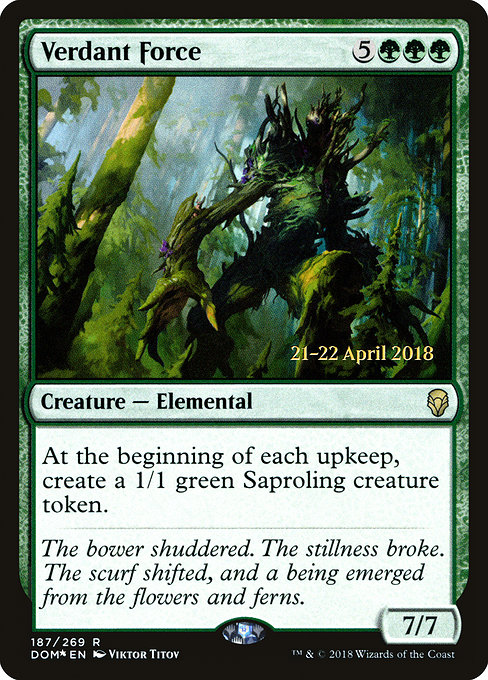 Verdant Force 5
21–22 April 2018
Creature — Elemental
At the beginning of each upkeep,
create a 1/1 green Saproling creature
token.
The bower shuddered. The stillness broke.
The scurf shifted, and a being emerged
from the flowers and ferns.
7/7
187/269 R
DOM★EN Viktor Titov
™ & © 2018 Wizards of the Coast